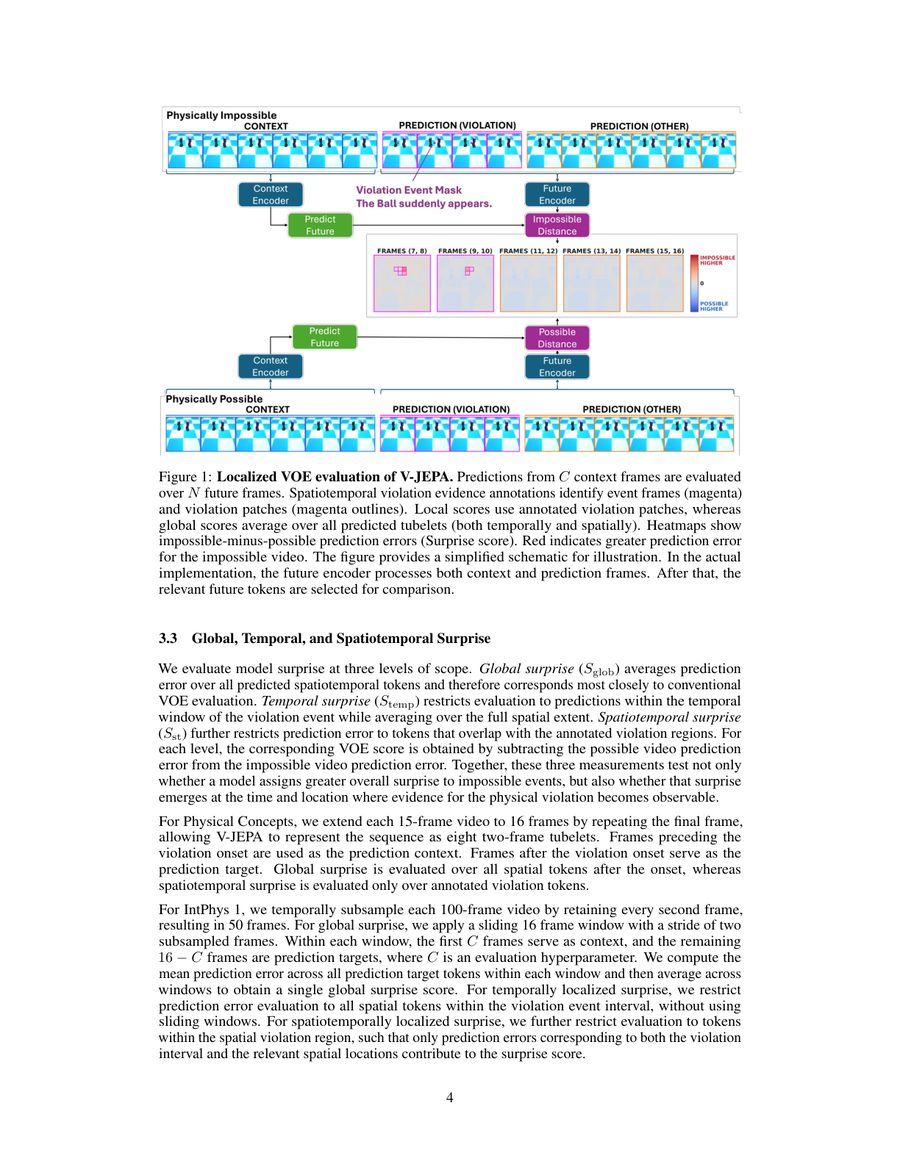 Physically Impossible
CONTEXT
PREDICTION (VIOLATION)
PREDICTION (OTHER)
Context
Encoder
Violation Event Mask
The Ball suddenly appears.
Future
Encoder
Predict
Future
Impossible
Distance
FRAMES (7, 8)
FRAMES (9, 10)
FRAMES (11, 12)
FRAMES (13, 14)
FRAMES (15, 16)
IMPOSSIBLE
HIGHER
0
POSSIBLE
HIGHER
Predict
Future
Possible
Distance
Context
Encoder
Future
Encoder
Physically Possible
CONTEXT
PREDICTION (VIOLATION)
PREDICTION (OTHER)
Figure 1: Localized VOE evaluation of V-JEPA. Predictions from C context frames are evaluated
over N future frames. Spatiotemporal violation evidence annotations identify event frames (magenta)
and violation patches (magenta outlines). Local scores use annotated violation patches, whereas
global scores average over all predicted tubelets (both temporally and spatially). Heatmaps show
impossible-minus-possible prediction errors (Surprise score). Red indicates greater prediction error
for the impossible video. The figure provides a simplified schematic for illustration. In the actual
implementation, the future encoder processes both context and prediction frames. After that, the
relevant future tokens are selected for comparison.
3.3 Global, Temporal, and Spatiotemporal Surprise
We evaluate model surprise at three levels of scope. Global surprise (S_glob) averages prediction
error over all predicted spatiotemporal tokens and therefore corresponds most closely to conventional
VOE evaluation. Temporal surprise (S_temp) restricts evaluation to predictions within the temporal
window of the violation event while averaging over the full spatial extent. Spatiotemporal surprise
(S_st) further restricts prediction error to tokens that overlap with the annotated violation regions. For
each level, the corresponding VOE score is obtained by subtracting the possible video prediction
error from the impossible video prediction error. Together, these three measurements test not only
whether a model assigns greater overall surprise to impossible events, but also whether that surprise
emerges at the time and location where evidence for the physical violation becomes observable.
For Physical Concepts, we extend each 15-frame video to 16 frames by repeating the final frame,
allowing V-JEPA to represent the sequence as eight two-frame tubelets. Frames preceding the
violation onset are used as the prediction context. Frames after the violation onset serve as the
prediction target. Global surprise is evaluated over all spatial tokens after the onset, whereas
spatiotemporal surprise is evaluated only over annotated violation tokens.
For IntPhys 1, we temporally subsample each 100-frame video by retaining every second frame,
resulting in 50 frames. For global surprise, we apply a sliding 16 frame window with a stride of two
subsampled frames. Within each window, the first C frames serve as context, and the remaining
16 − C frames are prediction targets, where C is an evaluation hyperparameter. We compute the
mean prediction error across all prediction target tokens within each window and then average across
windows to obtain a single global surprise score. For temporally localized surprise, we restrict
prediction error evaluation to all spatial tokens within the violation event interval, without using
sliding windows. For spatiotemporally localized surprise, we further restrict evaluation to tokens
within the spatial violation region, such that only prediction errors corresponding to both the violation
interval and the relevant spatial locations contribute to the surprise score.
4